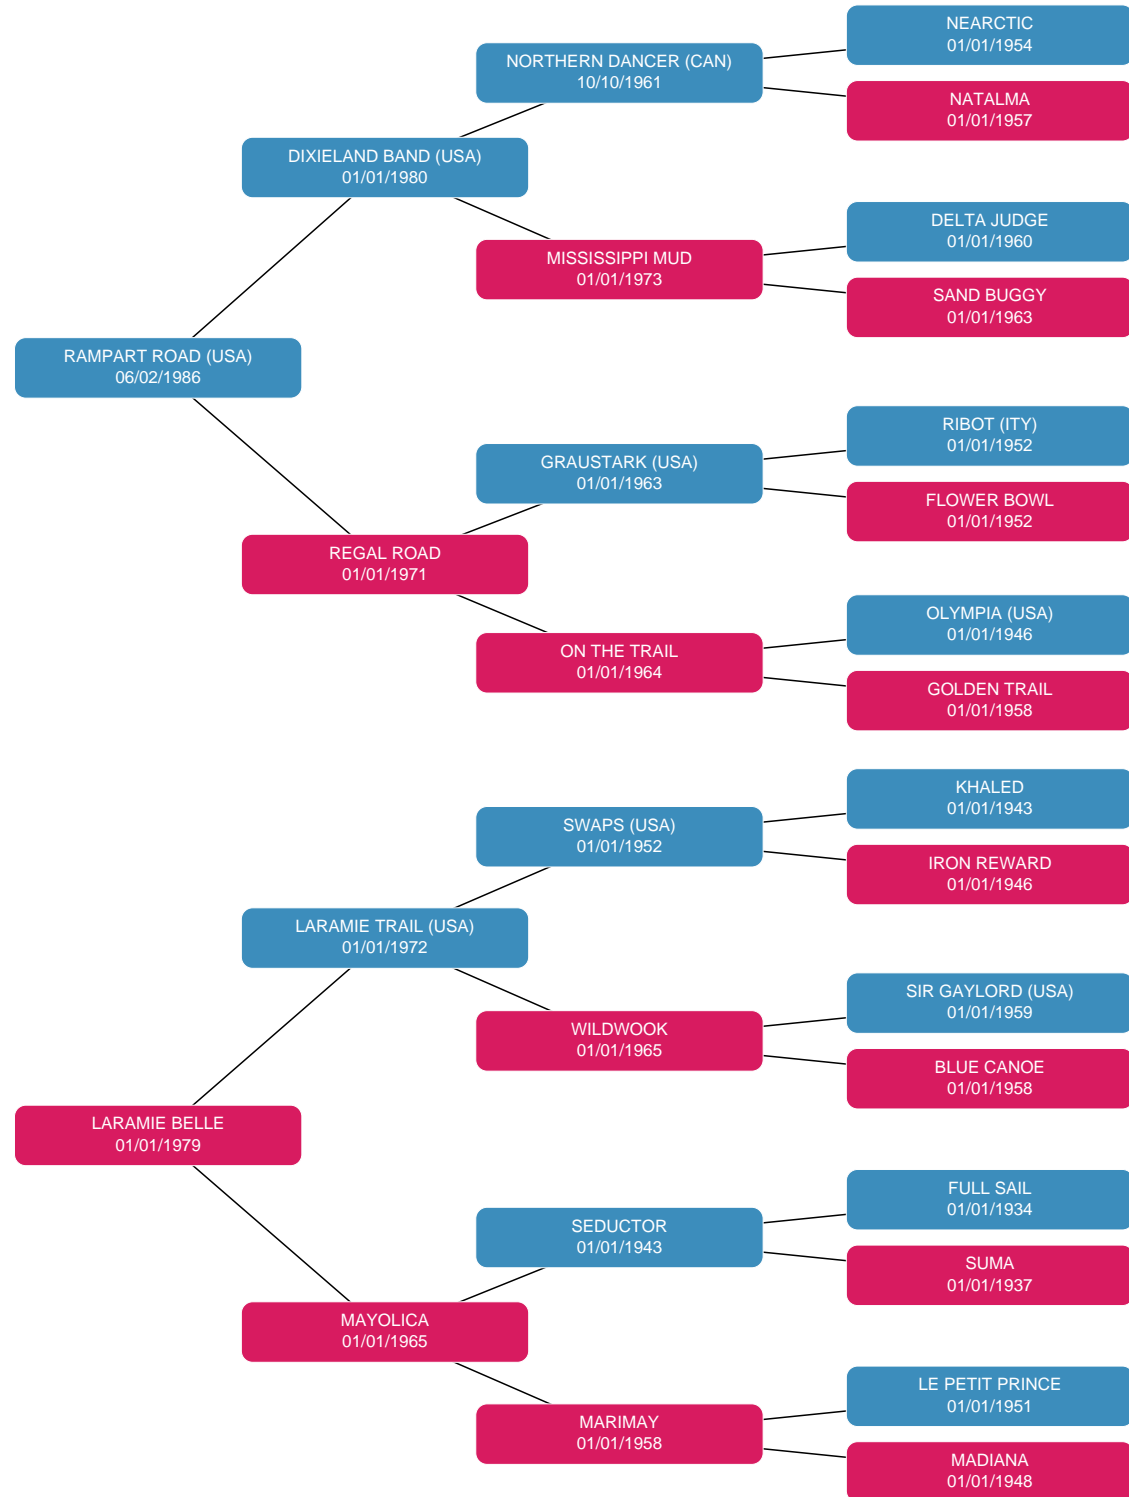 NEARCTIC
01/01/1954
NORTHERN DANCER (CAN)
10/10/1961
NATALMA
01/01/1957
DIXIELAND BAND (USA)
01/01/1980
DELTA JUDGE
01/01/1960
MISSISSIPPI MUD
01/01/1973
SAND BUGGY
01/01/1963
RAMPART ROAD (USA)
06/02/1986
RIBOT (ITY)
01/01/1952
GRAUSTARK (USA)
01/01/1963
FLOWER BOWL
01/01/1952
REGAL ROAD
01/01/1971
OLYMPIA (USA)
01/01/1946
ON THE TRAIL
01/01/1964
GOLDEN TRAIL
01/01/1958
KHALED
01/01/1943
SWAPS (USA)
01/01/1952
IRON REWARD
01/01/1946
LARAMIE TRAIL (USA)
01/01/1972
SIR GAYLORD (USA)
01/01/1959
WILDWOOK
01/01/1965
BLUE CANOE
01/01/1958
LARAMIE BELLE
01/01/1979
FULL SAIL
01/01/1934
SEDUCTOR
01/01/1943
SUMA
01/01/1937
MAYOLICA
01/01/1965
LE PETIT PRINCE
01/01/1951
MARIMAY
01/01/1958
MADIANA
01/01/1948